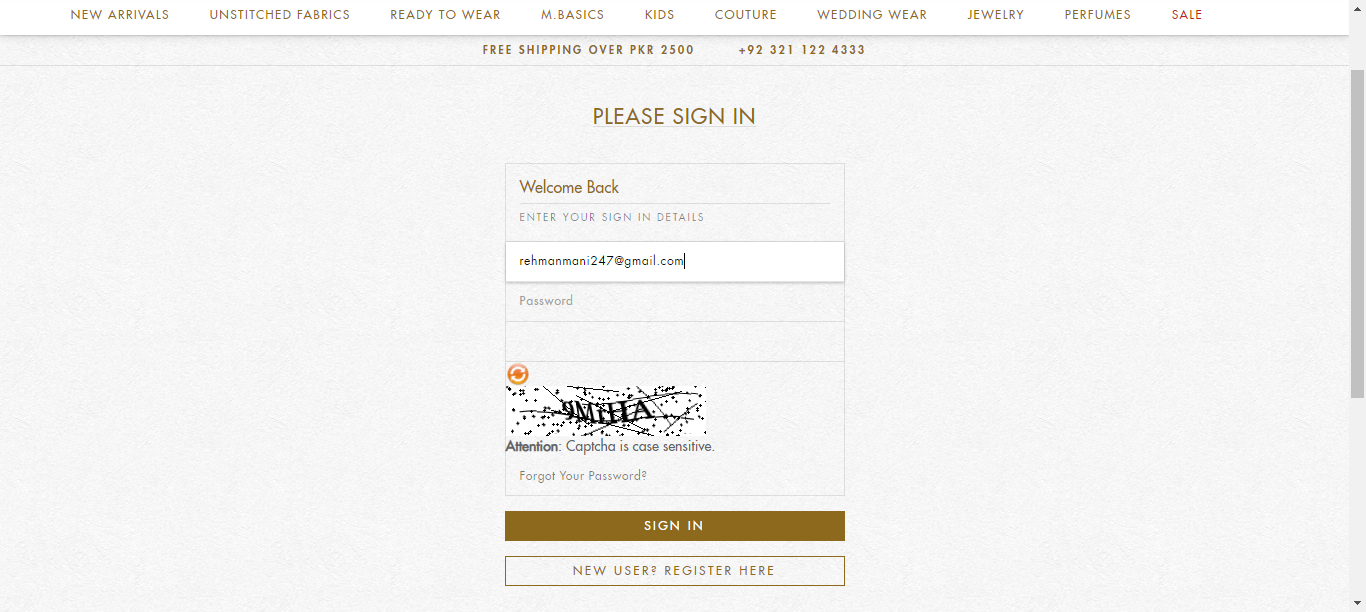 NEW ARRIVALS UNSTITCHED FABRICS READY TO WEAR M.BASICS KIDS COUTURE WEDDING WEAR JEWELRY PERFUMES SALE
FREE SHIPPING OVER PKR 2500 +92 321 122 4333
PLEASE SIGN IN
Welcome Back
ENTER YOUR SIGN IN DETAILS
rehmanmani247@gmail.com
Password
Attention: Captcha is case sensitive.
Forgot Your Password?
SIGN IN
NEW USER? REGISTER HERE